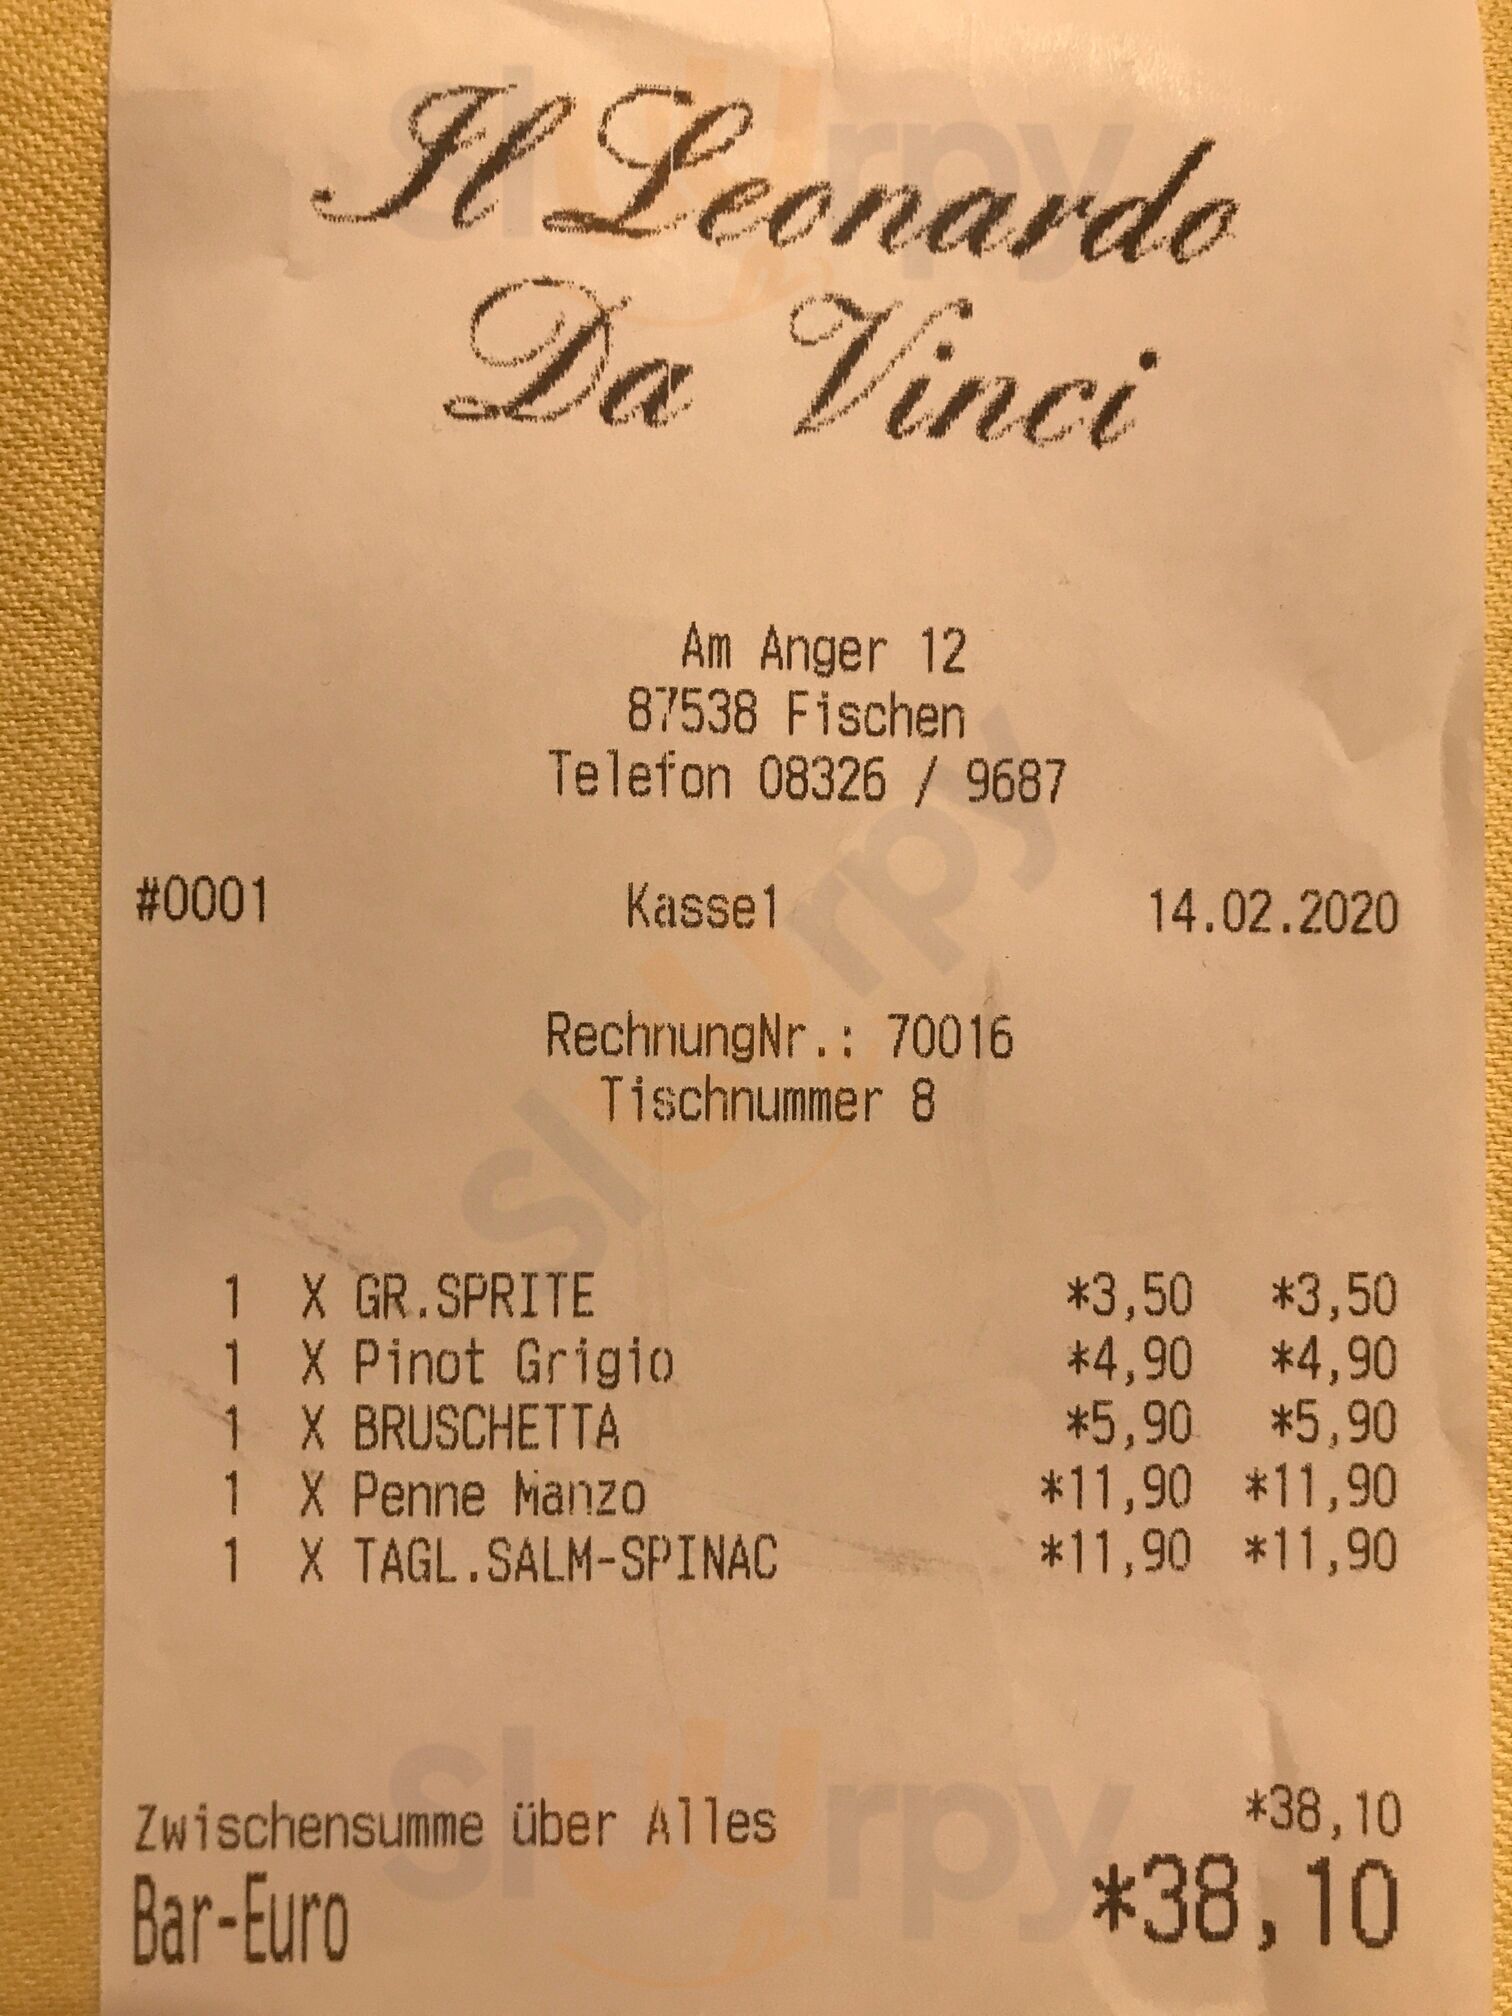 Il Leonardo
Da Vinci
Am Anger 12
87538 Fischen
Telefon 08326 / 9687
#0001 Kasse1 14.02.2020
RechnungNr.: 70016
Tischnummer 8
1 X GR.SPRITE *3,50 *3,50
1 X Pinot Grigio *4,90 *4,90
1 X BRUSCHETTA *5,90 *5,90
1 X Penne Manzo *11,90 *11,90
1 X TAGL.SALM-SPINAC *11,90 *11,90
Zwischensumme über Alles *38,10
Bar-Euro *38,10
sluurpy
sluurpy
sluurpy